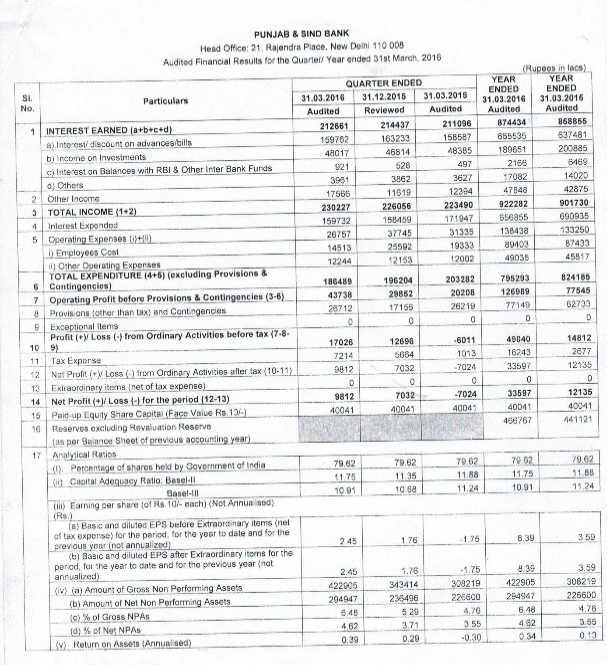 PUNJAB & SIND BANK
Head Office: 21, Rajendra Place, New Delhi 110 008
Audited Financial Results for the Quarter/ Year ended 31st March, 2016
(Rupees in lacs)
Sl. No. Particulars QUARTER ENDED YEAR ENDED YEAR ENDED
31.03.2016 31.12.2015 31.03.2015 31.03.2016 31.03.2015
Audited Reviewed Audited Audited Audited
1 INTEREST EARNED (a+b+c+d) 212661 214437 211096 874434 858855
a) Interest/ discount on advances/bills 159762 163233 158587 665535 637481
b) Income on Investments 48017 46814 48385 189651 200885
c) Interest on Balances with RBI & Other Inter Bank Funds 921 528 497 2166 6469
d) Others 3961 3862 3627 17082 14020
2 Other Income 17566 11619 12394 47848 42875
3 TOTAL INCOME (1+2) 230227 226056 223490 922282 901730
4 Interest Expended 159732 158459 171947 656855 690935
5 Operating Expenses (i)+(ii) 26757 37745 31335 138438 133250
i) Employees Cost 14513 25592 19333 89403 87433
ii) Other Operating Expenses 12244 12153 12002 49035 45817
6 TOTAL EXPENDITURE (4+5) (excluding Provisions & Contingencies) 186489 196204 203282 795293 824185
7 Operating Profit before Provisions & Contingencies (3-6) 43738 29852 20208 126989 77545
8 Provisions (other than tax) and Contingencies 26712 17156 26219 77149 62733
9 Exceptional Items 0 0 0 0 0
10 Profit (+)/ Loss (-) from Ordinary Activities before tax (7-8-9) 17026 12696 -6011 49840 14812
11 Tax Expense 7214 5664 1013 16243 2677
12 Net Profit (+)/ Loss (-) from Ordinary Activities after tax (10-11) 9812 7032 -7024 33597 12135
13 Extraordinary items (net of tax expense) 0 0 0 0 0
14 Net Profit (+)/ Loss (-) for the period (12-13) 9812 7032 -7024 33597 12135
15 Paid-up Equity Share Capital (Face Value Rs.10/-) 40041 40041 40041 40041 40041
16 Reserves excluding Revaluation Reserve 441121
(as per Balance Sheet of previous accounting year)
17 Analytical Ratios
(i). Percentage of shares held by Government of India 79.62 79.62 79.62 79.62 79.62
(ii) Capital Adequacy Ratio: Basel-II 11.75 11.35 11.88 11.75 11.88
Basel-III 10.91 10.68 11.24 10.91 11.24
(iii) Earning per share (of Rs.10/- each) (Not Annualised)
(Rs.)
(a) Basic and diluted EPS before Extraordinary items (net
of tax expense) for the period, for the year to date and for the
previous year (not annualized) 2.45 1.76 -1.75 8.39 3.59
(b) Basic and diluted EPS after Extraordinary items for the
period, for the year to date and for the previous year (not
annualized) 2.45 1.76 -1.75 8.39 3.59
(iv) (a) Amount of Gross Non Performing Assets 422905 343414 308219 422905 308219
(b) Amount of Net Non Performing Assets 294947 236496 226600 294947 226600
(c) % of Gross NPAs 6.48 5.29 4.76 6.48 4.76
(d) % of Net NPAs 4.62 3.71 3.55 4.62 3.55
(v) Return on Assets (Annualised) 0.39 0.29 -0.30 0.34 0.13